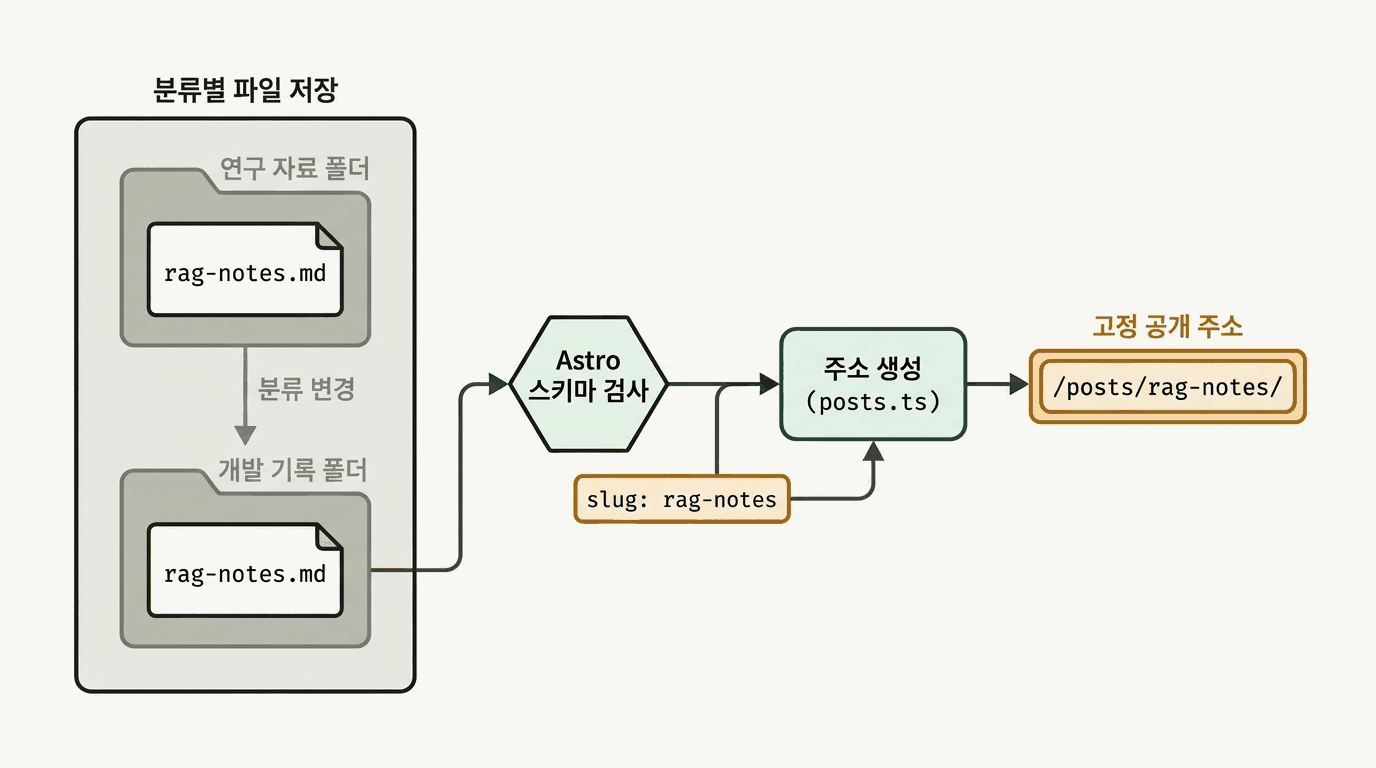 분류별 파일 저장
연구 자료 폴더
rag-notes.md
분류 변경
개발 기록 폴더
rag-notes.md
Astro
스키마 검사
slug: rag-notes
주소 생성
(posts.ts)
고정 공개 주소
/posts/rag-notes/